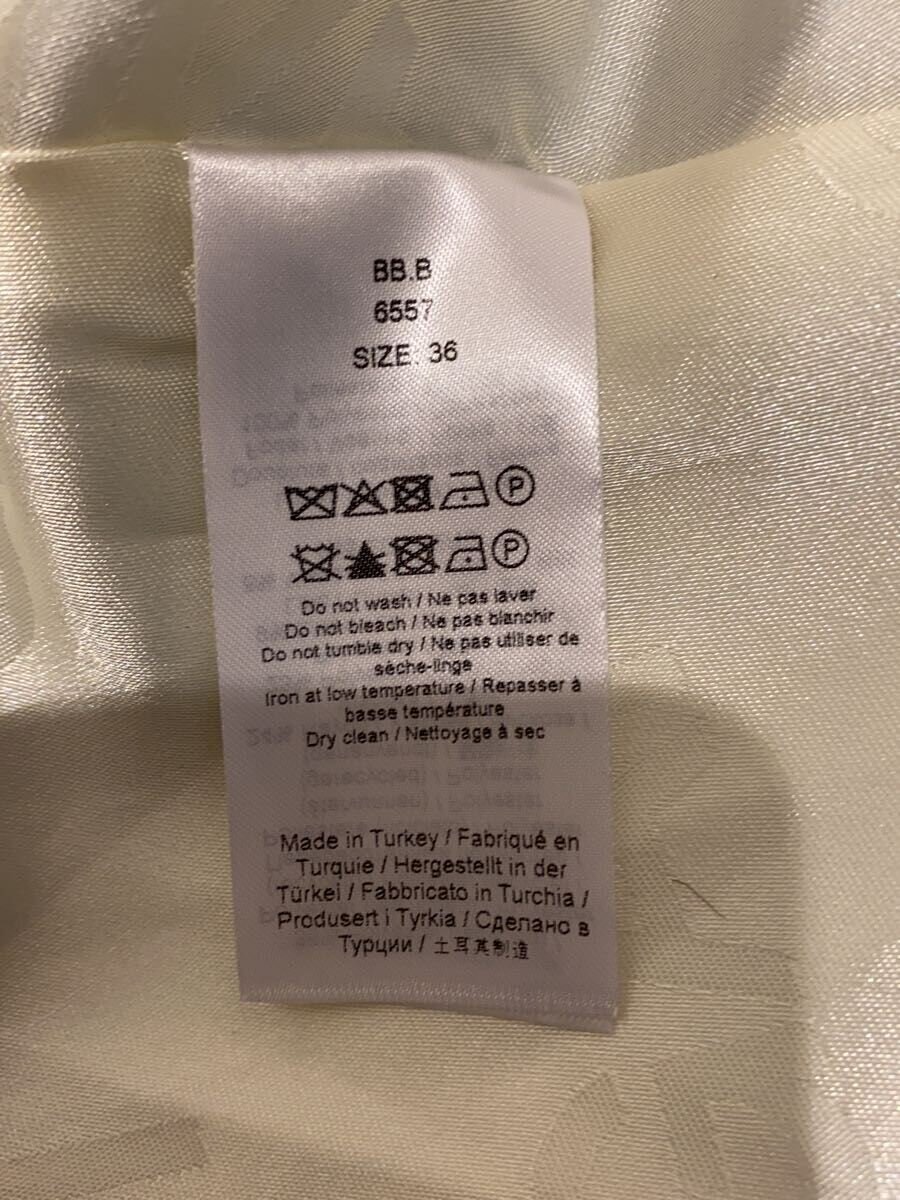 BB.B
6557
SIZE: 36
Do not wash / Ne pas laver
Do not bleach / Ne pas blanchir
Do not tumble dry / Ne pas utiliser de
sèche-linge
Iron at low temperature / Repasser à
basse température
Dry clean / Nettoyage à sec
Made in Turkey / Fabriqué en
Turquie / Hergestellt in der
Türkei / Fabbricato in Turchia /
Produsert i Tyrkia / Сделано в
Турции / 土耳其制造